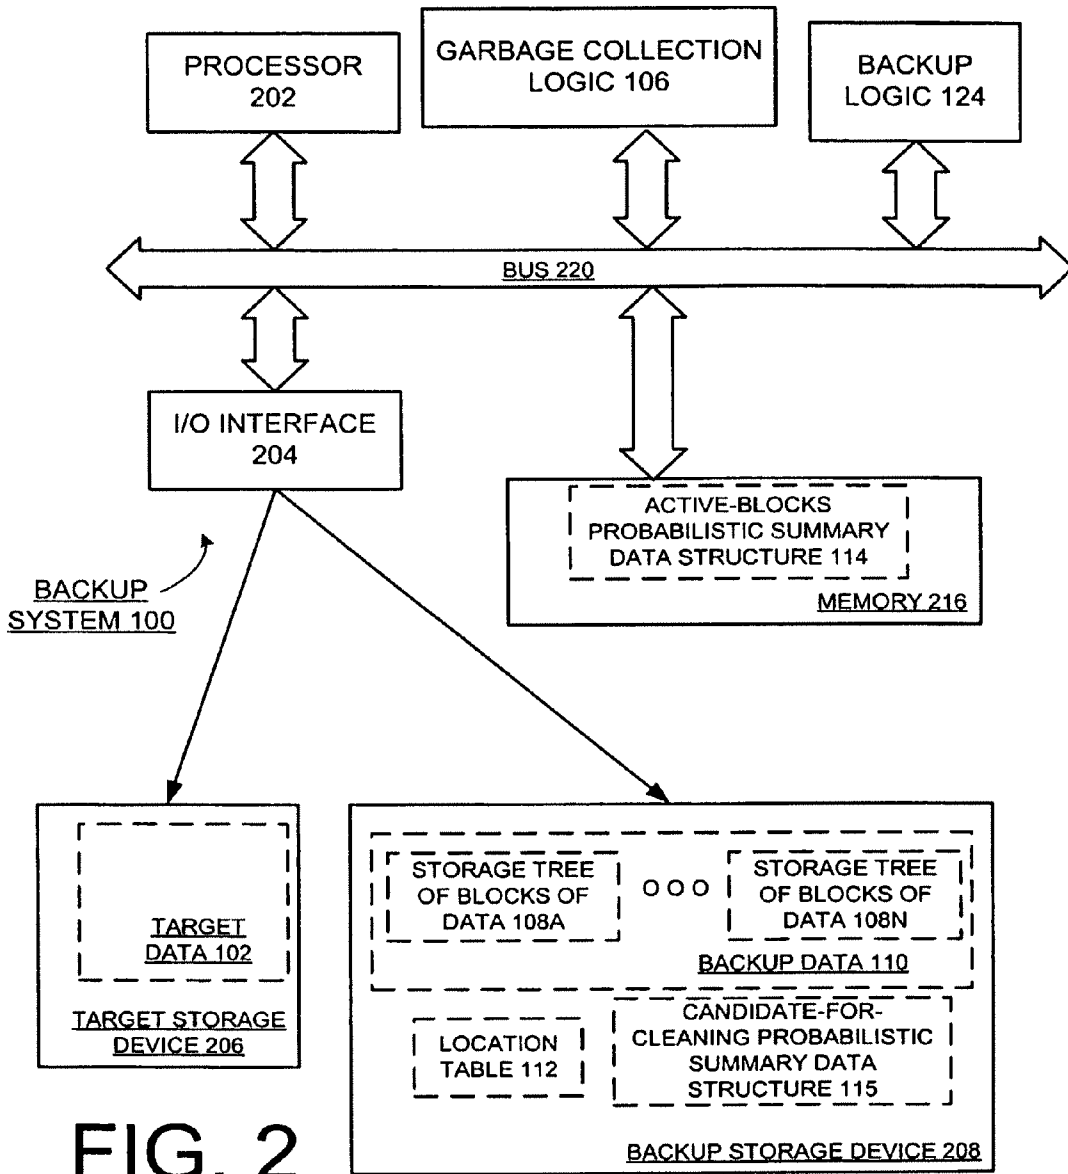 PROCESSOR
202
GARBAGE COLLECTION
LOGIC 106
BACKUP
LOGIC 124
BUS 220
I/O INTERFACE
204
ACTIVE-BLOCKS
PROBABILISTIC SUMMARY
DATA STRUCTURE 114
MEMORY 216
BACKUP
SYSTEM 100
TARGET
DATA 102
TARGET STORAGE
DEVICE 206
STORAGE TREE
OF BLOCKS OF
DATA 108A
STORAGE TREE
OF BLOCKS OF
DATA 108N
BACKUP DATA 110
LOCATION
TABLE 112
CANDIDATE-FOR-
CLEANING PROBABILISTIC
SUMMARY DATA
STRUCTURE 115
BACKUP STORAGE DEVICE 208
FIG. 2